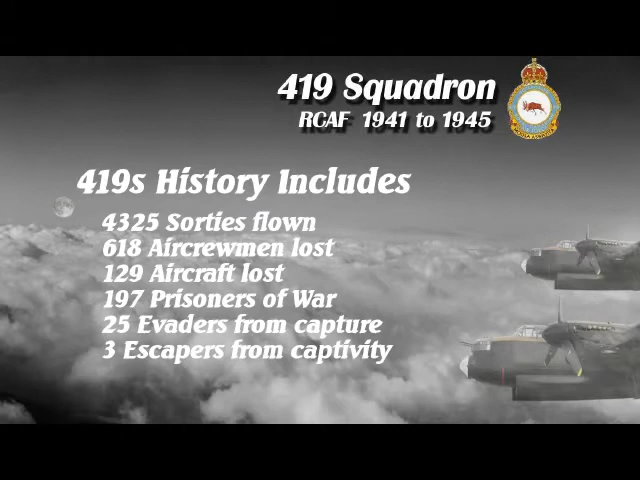 419 Squadron
RCAF 1941 to 1945
419s History Includes
4325 Sorties flown
618 Aircrewmen lost
129 Aircraft lost
197 Prisoners of War
25 Evaders from capture
3 Escapers from captivity